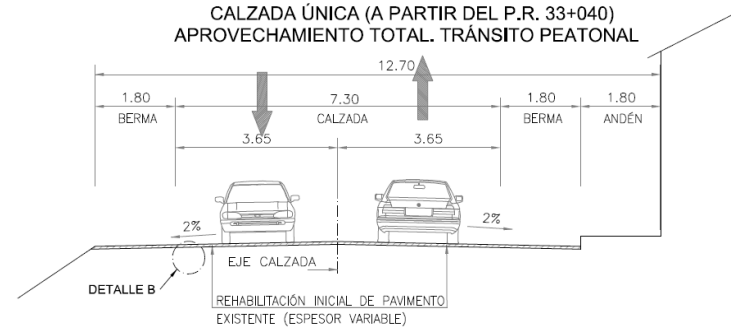 CALZADA ÚNICA (A PARTIR DEL P.R. 33+040)
APROVECHAMIENTO TOTAL. TRÁNSITO PEATONAL
12.70
1.80 7.30 1.80 1.80
BERMA CALZADA BERMA ANDÉN
3.65 3.65
2% 2%
EJE CALZADA
DETALLE B
REHABILITACIÓN INICIAL DE PAVIMENTO
EXISTENTE (ESPESOR VARIABLE)